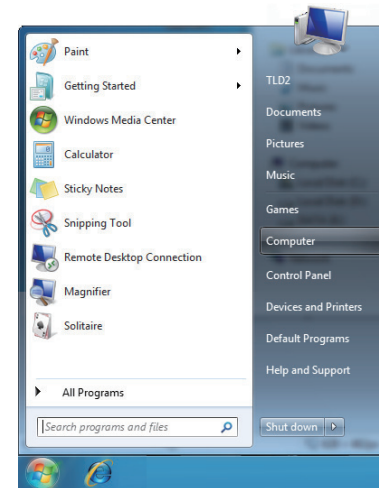 Paint
Getting Started
Windows Media Center
Calculator
Sticky Notes
Snipping Tool
Remote Desktop Connection
Magnifier
Solitaire
All Programs
Search programs and files
TLD2
Documents
Pictures
Music
Games
Computer
Control Panel
Devices and Printers
Default Programs
Help and Support
Shut down